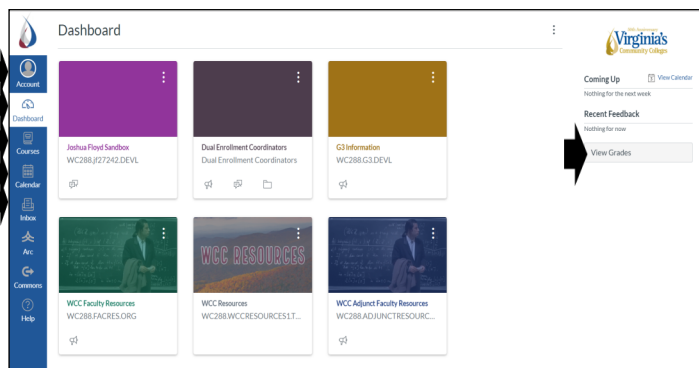 Dashboard
Virginia's
Community Colleges
Account
Dashboard
Courses
Calendar
Inbox
Arc
Commons
Help
Joshua Floyd Sandbox
WC288.jf27242.DEVL
Dual Enrollment Coordinators
Dual Enrollment Coordinators
G3 Information
WC288.G3.DEVL
WCC RESOURCES
WCC Faculty Resources
WC288.FACRES.ORG
WCC Resources
WC288.WCCRESOURCES1.T...
WCC Adjunct Faculty Resources
WC288.ADJUNCTRESOURC...
Coming Up
View Calendar
Nothing for the next week
Recent Feedback
Nothing for now
View Grades